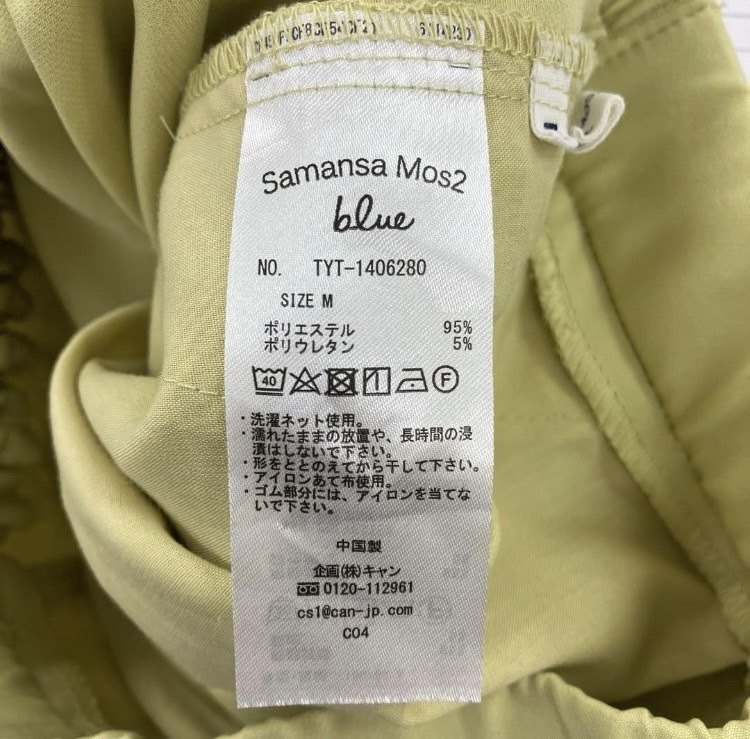 Samansa Mos2
blue
NO. TYT-1406280
SIZE M
ポリエステル 95%
ポリウレタン 5%
40
F
・洗濯ネット使用。
・濡れたままの放置や、長時間の浸
漬はしないで下さい。
・形をととのえてから干して下さい。
・アイロンあて布使用。
・ゴム部分には、アイロンを当てな
いで下さい。
中国製
企画(株)キャン
0120-112961
cs1@can-jp.com
C04